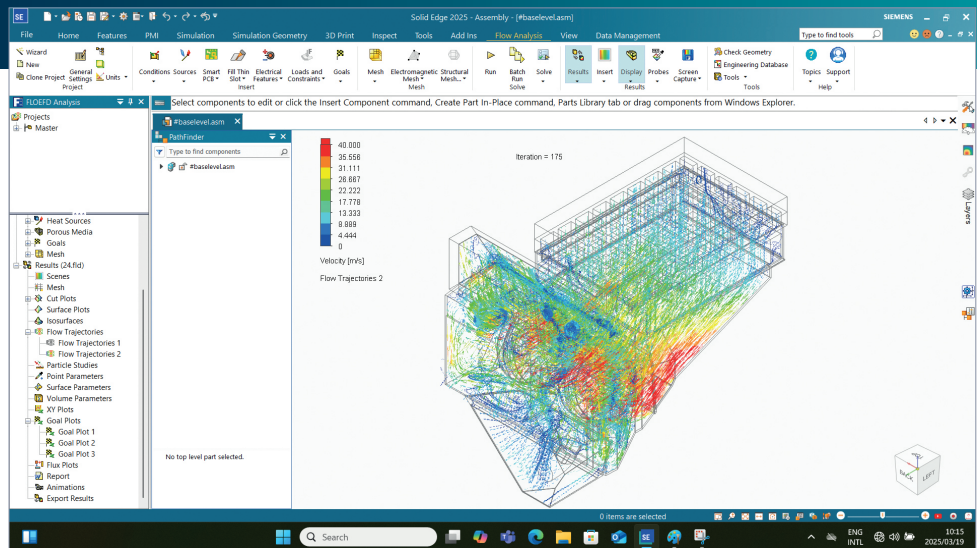 SE
Solid Edge 2025 - Assembly - [#baselevel.asm]
SIEMENS
File Home Features PMI Simulation Simulation Geometry 3D Print Inspect Tools Add Ins Flow Analysis View Data Management
Type to find tools
Wizard
New
Clone Project
General Settings
Units
Project
Conditions
Sources
Smart PCB
Fill Thin Slot
Electrical Features
Loads and Constraints
Goals
Insert
Mesh
Electromagnetic Mesh
Structural Mesh...
Mesh
Run
Batch Run
Solve
Solve
Results
Insert
Display
Probes
Screen Capture
Results
Check Geometry
Engineering Database
Tools
Tools
Topics
Support
Help
FLOEFD Analysis
Select components to edit or click the Insert Component command, Create Part In-Place command, Parts Library tab or drag components from Windows Explorer.
Projects
Master
#baselevel.asm
PathFinder
Type to find components
#baselevel.asm
No top level part selected.
Heat Sources
Porous Media
Goals
Mesh
Results (24.fld)
Scenes
Mesh
Cut Plots
Surface Plots
Isosurfaces
Flow Trajectories
Flow Trajectories 1
Flow Trajectories 2
Particle Studies
Point Parameters
Surface Parameters
Volume Parameters
XY Plots
Goal Plots
Goal Plot 1
Goal Plot 2
Goal Plot 3
Flux Plots
Report
Animations
Export Results
40.000
35.556
31.111
26.667
22.222
17.778
13.333
8.889
4.444
0
Velocity [m/s]
Flow Trajectories 2
Iteration = 175
Layers
BACK
LEFT
0 items are selected
Search
SE
ENG
INTL
10:15
2025/03/19